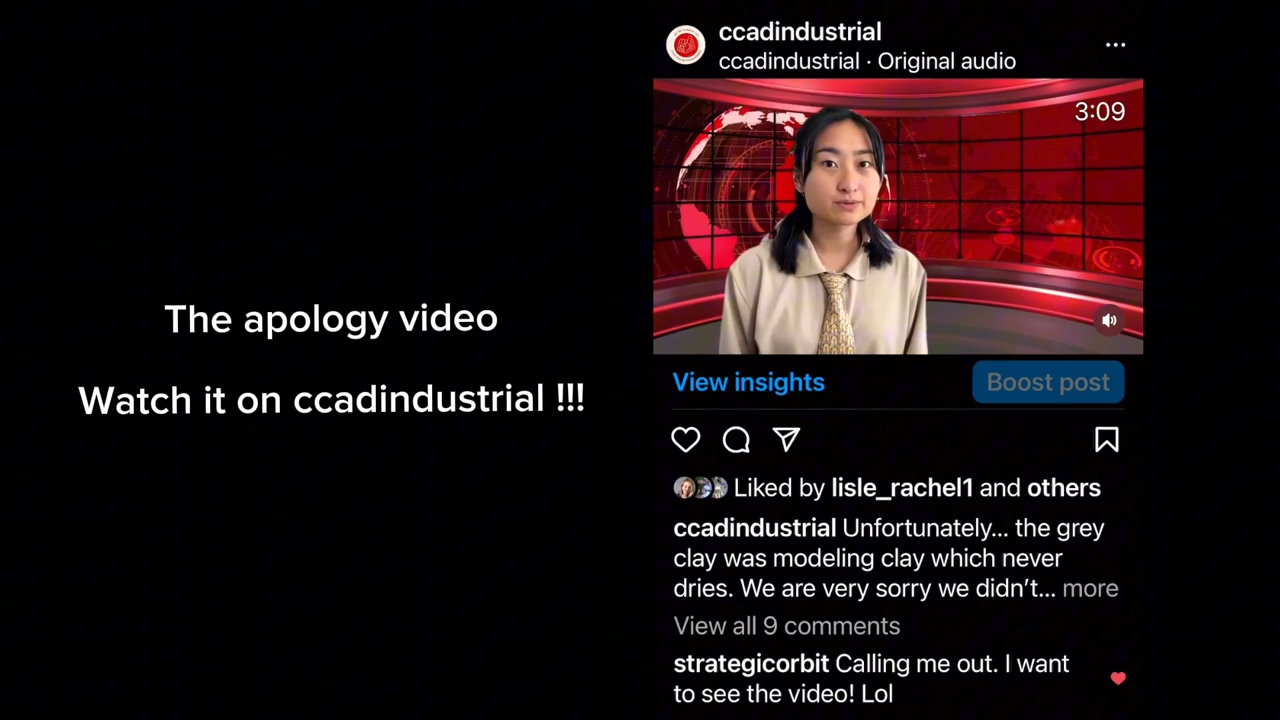 The apology video
Watch it on ccadindustrial !!!
ccadindustrial
ccadindustrial · Original audio
3:09
View insights
Boost post
Liked by lisle_rachel1 and others
ccadindustrial Unfortunately... the grey
clay was modeling clay which never
dries. We are very sorry we didn't... more
View all 9 comments
strategicorbit Calling me out. I want
to see the video! Lol